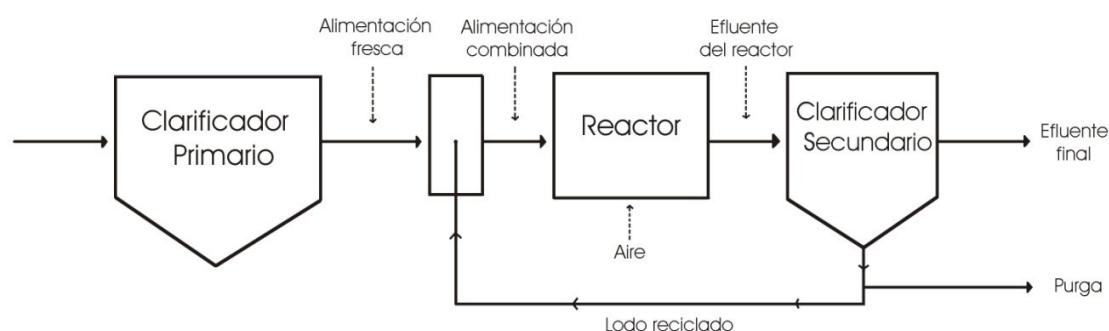 Alimentación
fresca
Alimentación
combinada
Efluente
del reactor
Clarificador
Primario
Reactor
Clarificador
Secundario
Efluente
final
Aire
Purga
Lodo reciclado